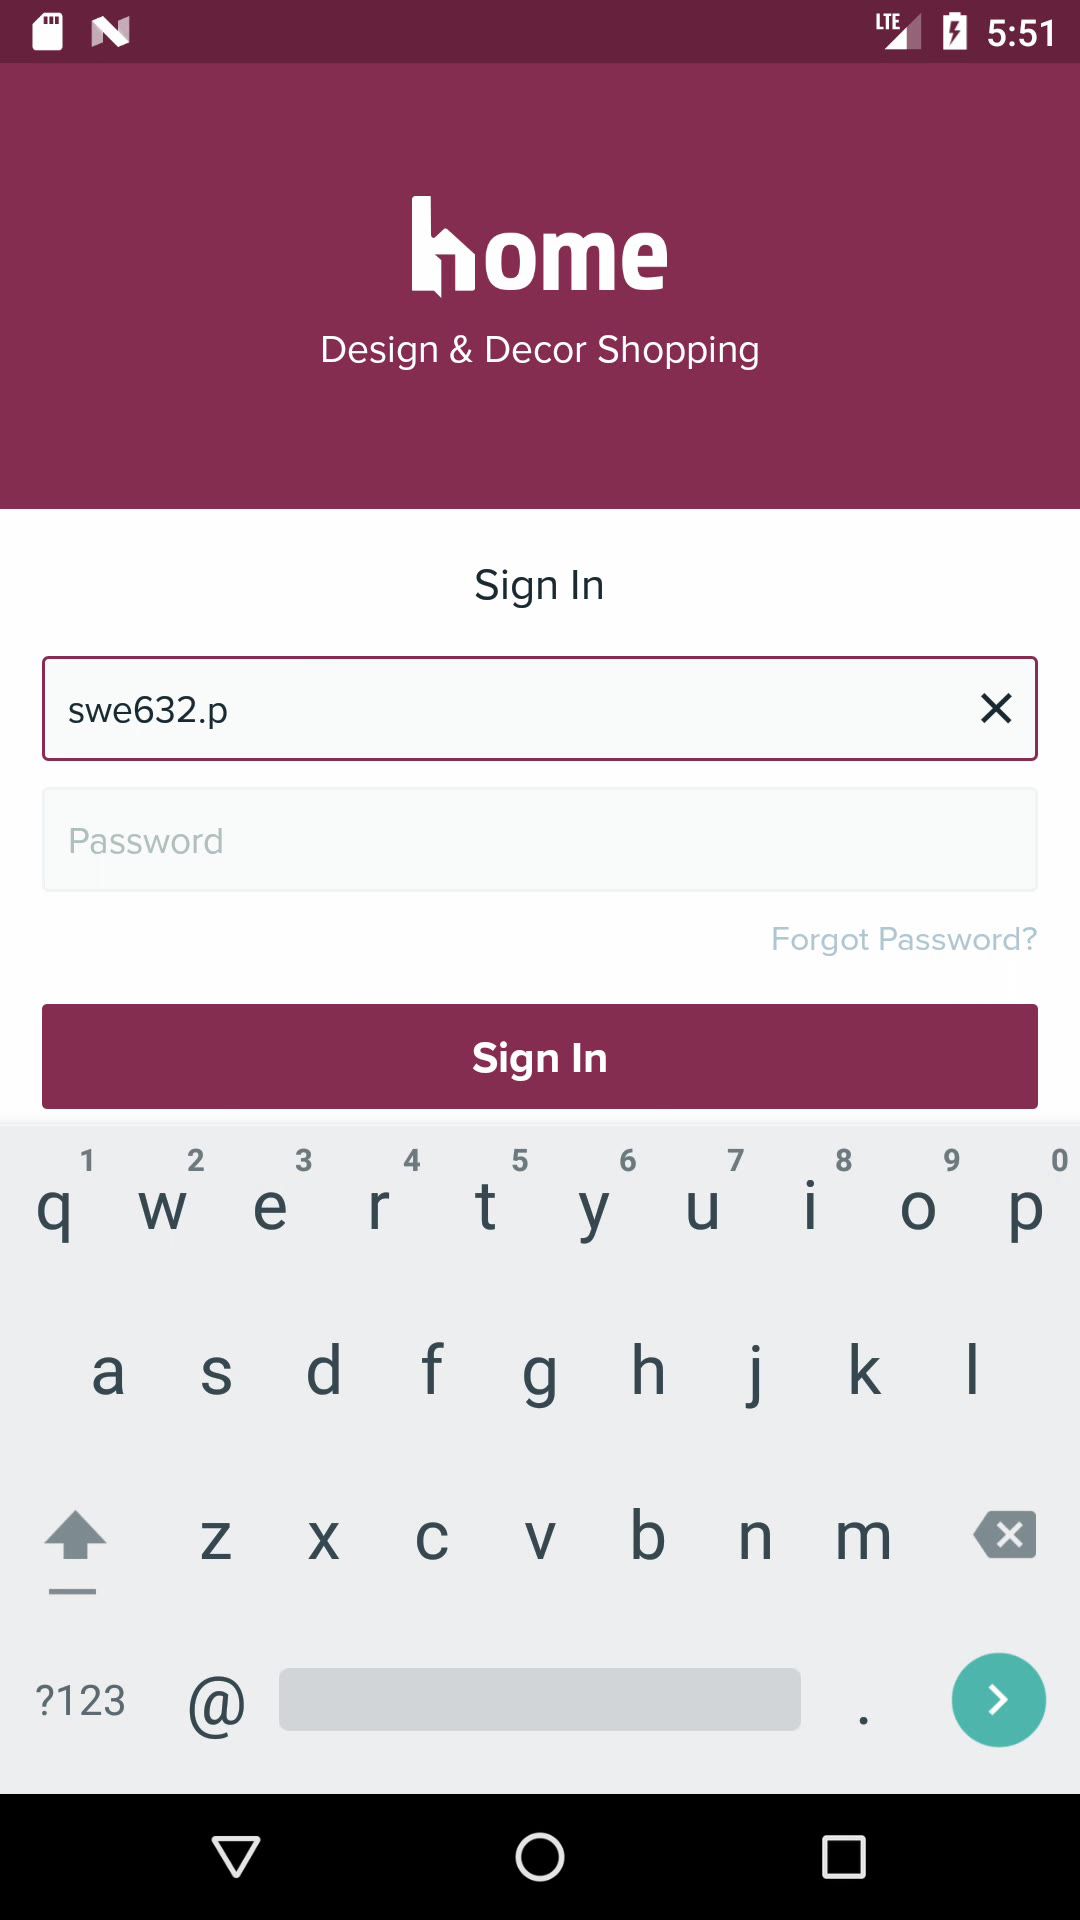 LTE 5:51
home
Design & Decor Shopping
Sign In
swe632.p
Password
Forgot Password?
Sign In
1 2 3 4 5 6 7 8 9 0
q w e r t y u i o p
a s d f g h j k l
z x c v b n m
?123 @ .